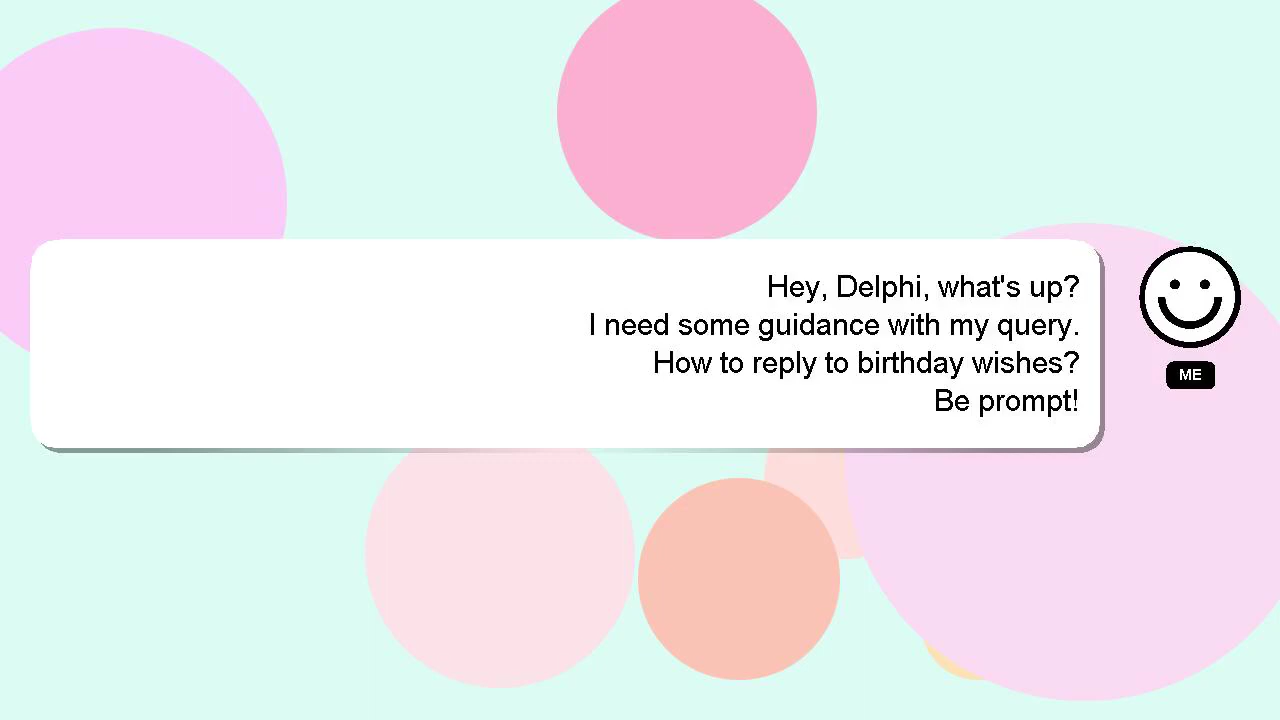 Hey, Delphi, what's up?
I need some guidance with my query.
How to reply to birthday wishes?
Be prompt!
ME